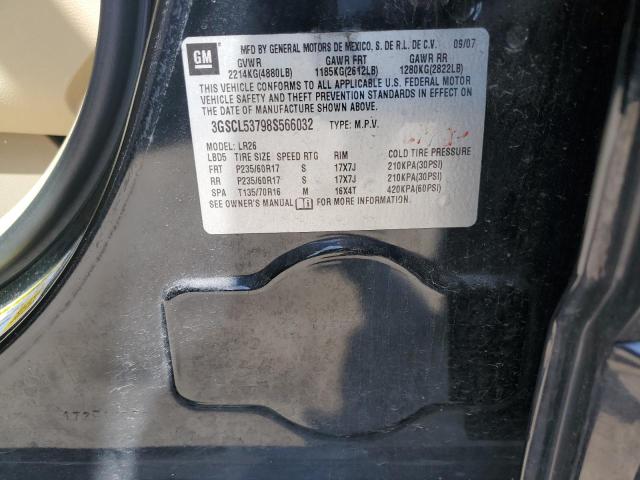 GM MFD BY GENERAL MOTORS DE MEXICO, S. DE R.L. DE C.V. 09/07
GVWR GAWR FRT GAWR RR
2214KG(4880LB) 1185KG(2612LB) 1280KG(2822LB)
THIS VEHICLE CONFORMS TO ALL APPLICABLE U.S. FEDERAL MOTOR
VEHICLE SAFETY AND THEFT PREVENTION STANDARDS IN EFFECT ON
THE DATE OF MANUFACTURE SHOWN ABOVE.
3GSCL53798S566032 TYPE: M.P.V.
MODEL: LR26
LBD5 TIRE SIZE SPEED RTG RIM COLD TIRE PRESSURE
FRT P235/60R17 S 17X7J 210KPA(30PSI)
RR P235/60R17 S 17X7J 210KPA(30PSI)
SPA T135/70R16 M 16X4T 420KPA(60PSI)
SEE OWNER'S MANUAL FOR MORE INFORMATION.